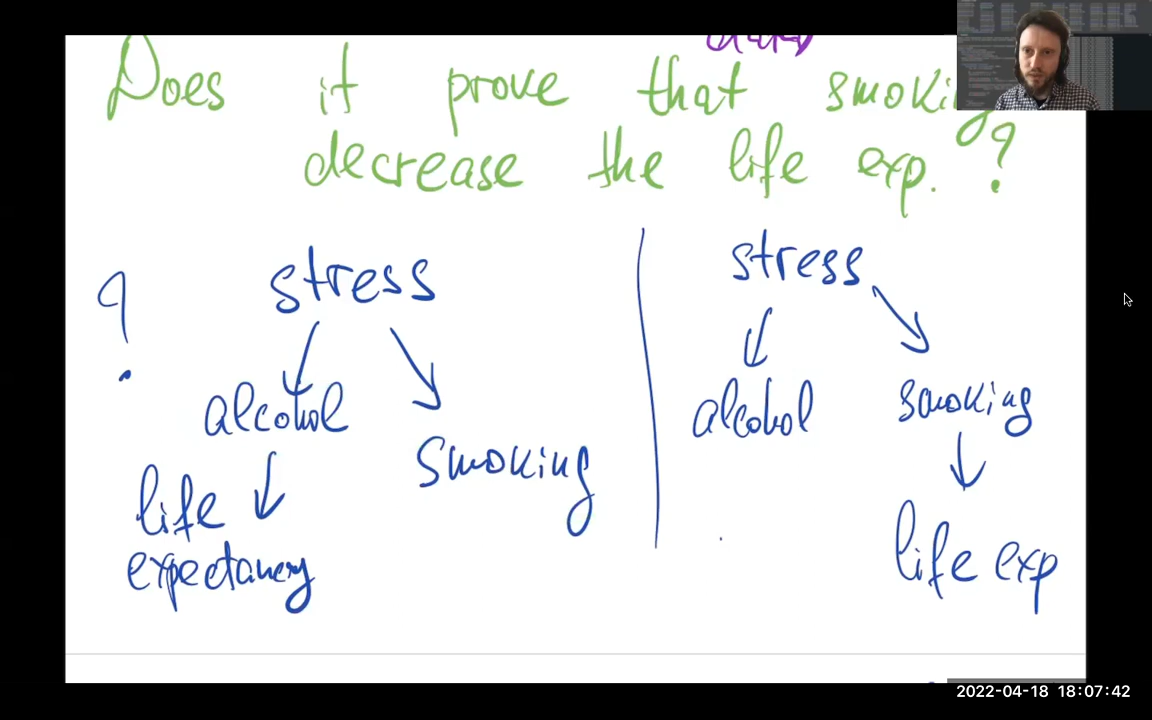 Does it prove that smoking
decrease the life exp. ?
?
stress
alcohol
smoking
life
expectancy
stress
alcohol
smoking
life exp
2022-04-18 18:07:42